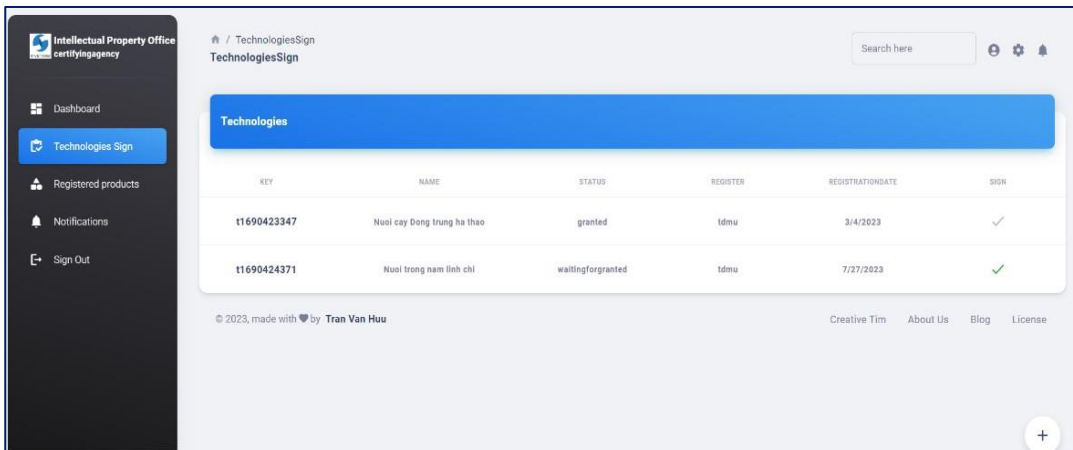 Intellectual Property Office
certifyingagency
Dashboard
Technologies Sign
Registered products
Notifications
Sign Out
/ TechnologiesSign
TechnologiesSign
Search here
Technologies
KEY NAME STATUS REGISTER REGISTRATIONDATE SIGN
t1690423347 Nuoi cay Dong trung ha thao granted tdmu 3/4/2023
t1690424371 Nuoi trong nam linh chi waitingforgranted tdmu 7/27/2023
© 2023, made with by Tran Van Huu
Creative Tim About Us Blog License
+